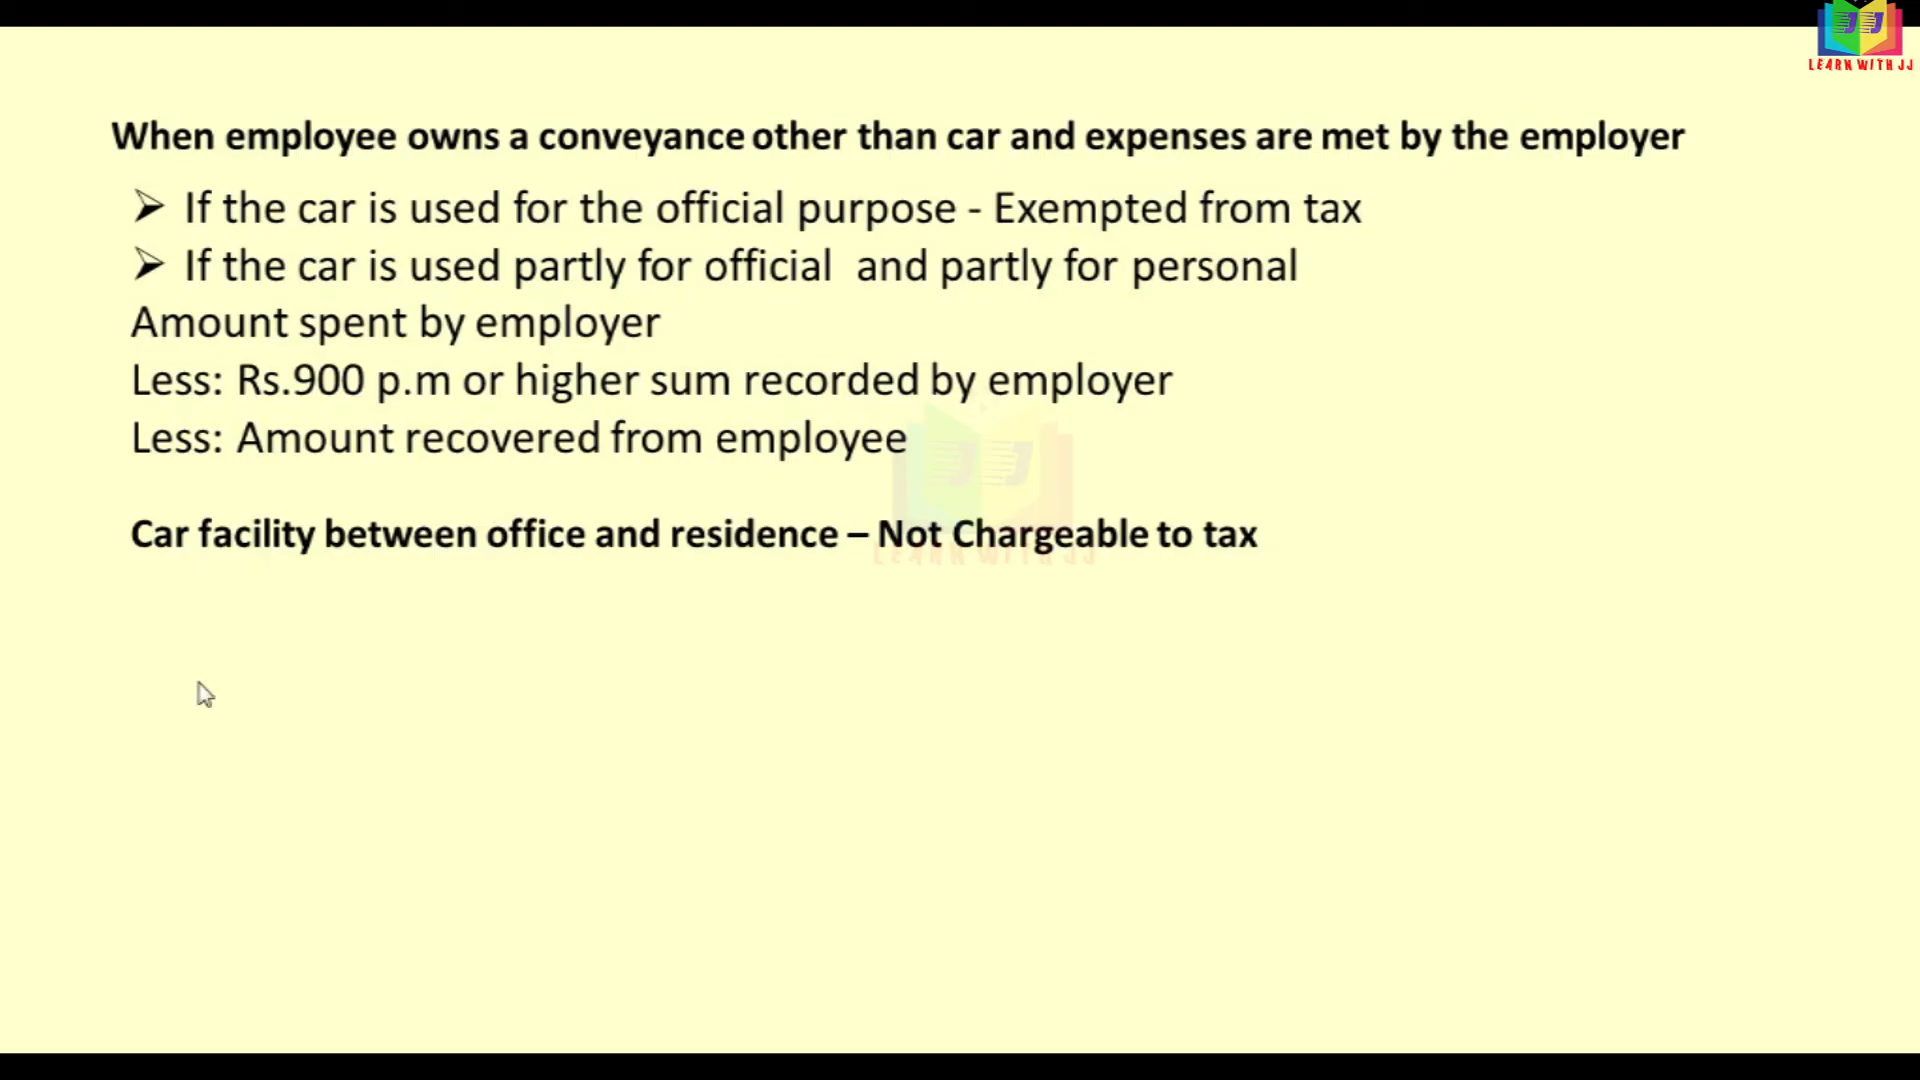 LEARN WITH JJ
When employee owns a conveyance other than car and expenses are met by the employer
➢ If the car is used for the official purpose - Exempted from tax
➢ If the car is used partly for official and partly for personal
Amount spent by employer
Less: Rs.900 p.m or higher sum recorded by employer
Less: Amount recovered from employee
Car facility between office and residence – Not Chargeable to tax
LEARN WITH JJ